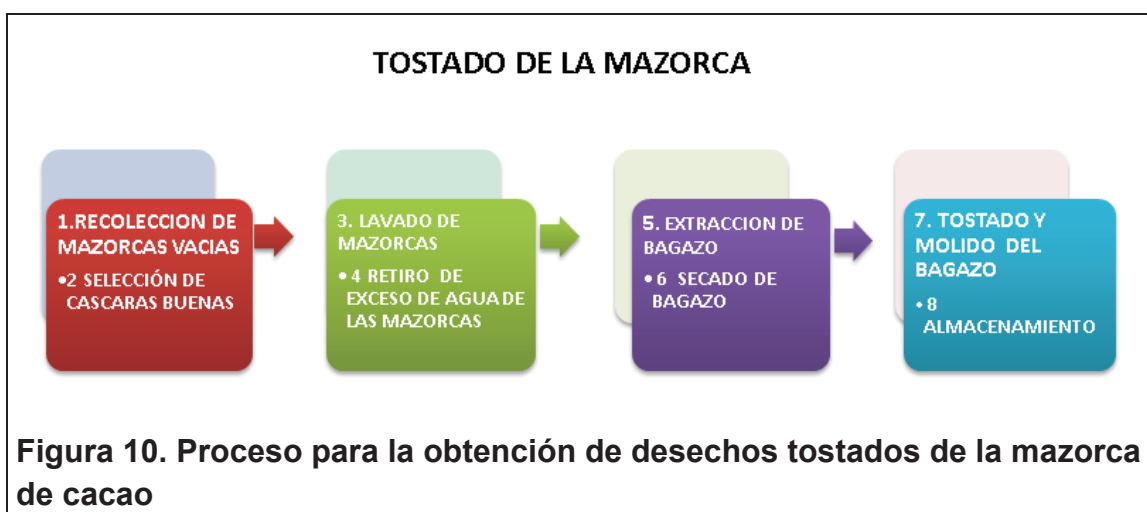 TOSTADO DE LA MAZORCA
1.RECOLECCION DE
MAZORCAS VACIAS
•2 SELECCIÓN DE
CASCARAS BUENAS
3. LAVADO DE
MAZORCAS
• 4 RETIRO DE
EXCESO DE AGUA DE
LAS MAZORCAS
5. EXTRACCION DE
BAGAZO
• 6 SECADO DE
BAGAZO
7. TOSTADO Y
MOLIDO DEL
BAGAZO
• 8
ALMACENAMIENTO
Figura 10. Proceso para la obtención de desechos tostados de la mazorca
de cacao